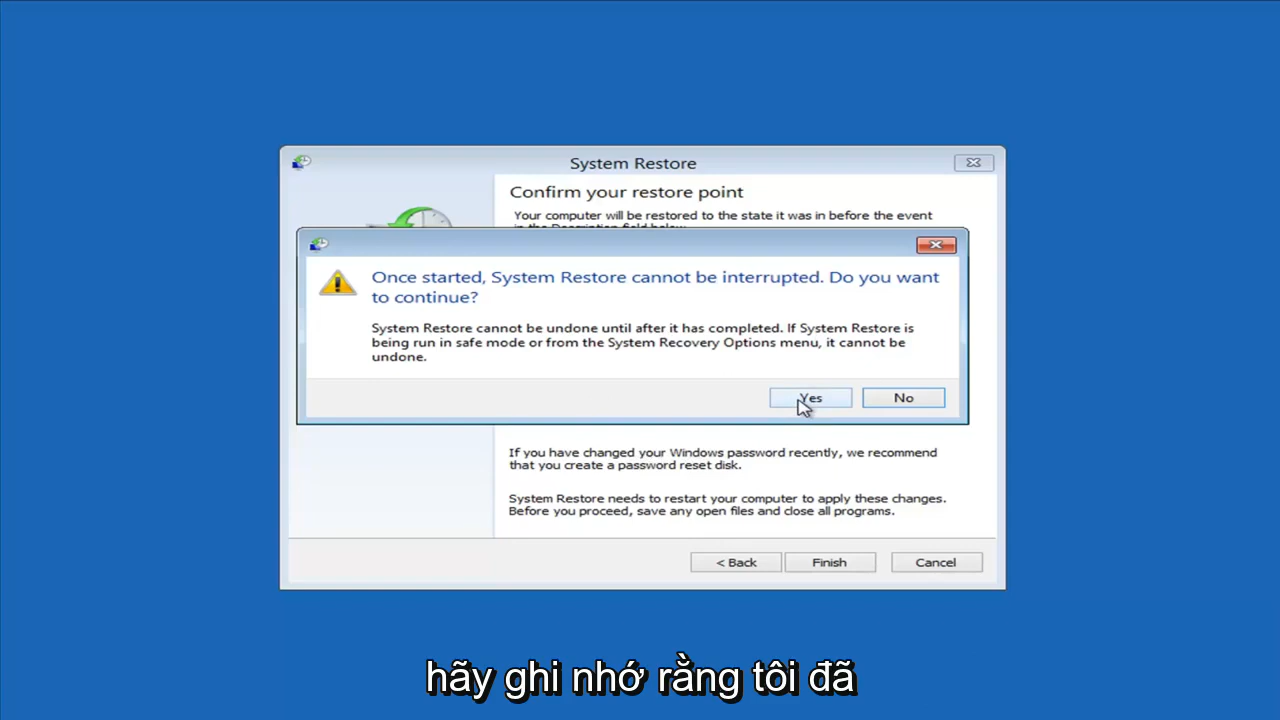 System Restore
Confirm your restore point
Your computer will be restored to the state it was in before the event
in the Description field below.
Once started, System Restore cannot be interrupted. Do you want
to continue?
System Restore cannot be undone until after it has completed. If System Restore is
being run in safe mode or from the System Recovery Options menu, it cannot be
undone.
Yes No
If you have changed your Windows password recently, we recommend
that you create a password reset disk.
System Restore needs to restart your computer to apply these changes.
Before you proceed, save any open files and close all programs.
< Back Finish Cancel
hãy ghi nhớ rằng tôi đã